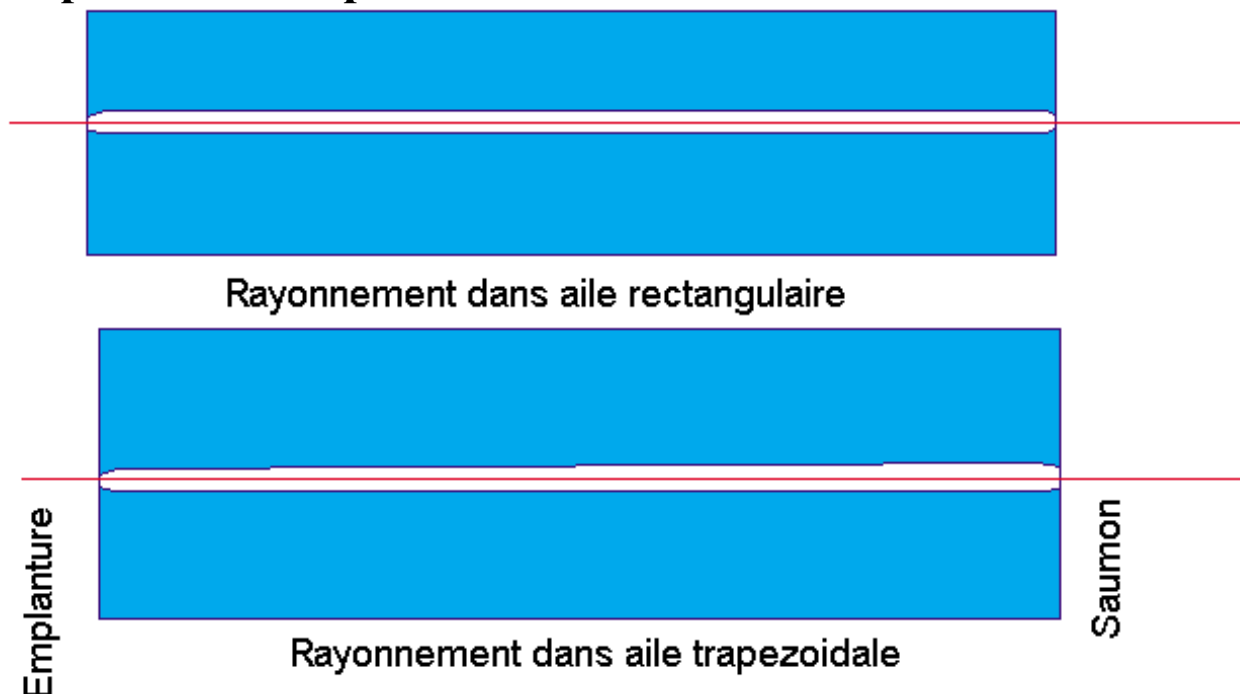 Rayonnement dans aile rectangulaire
Emplanture
Saumon
Rayonnement dans aile trapezoidale